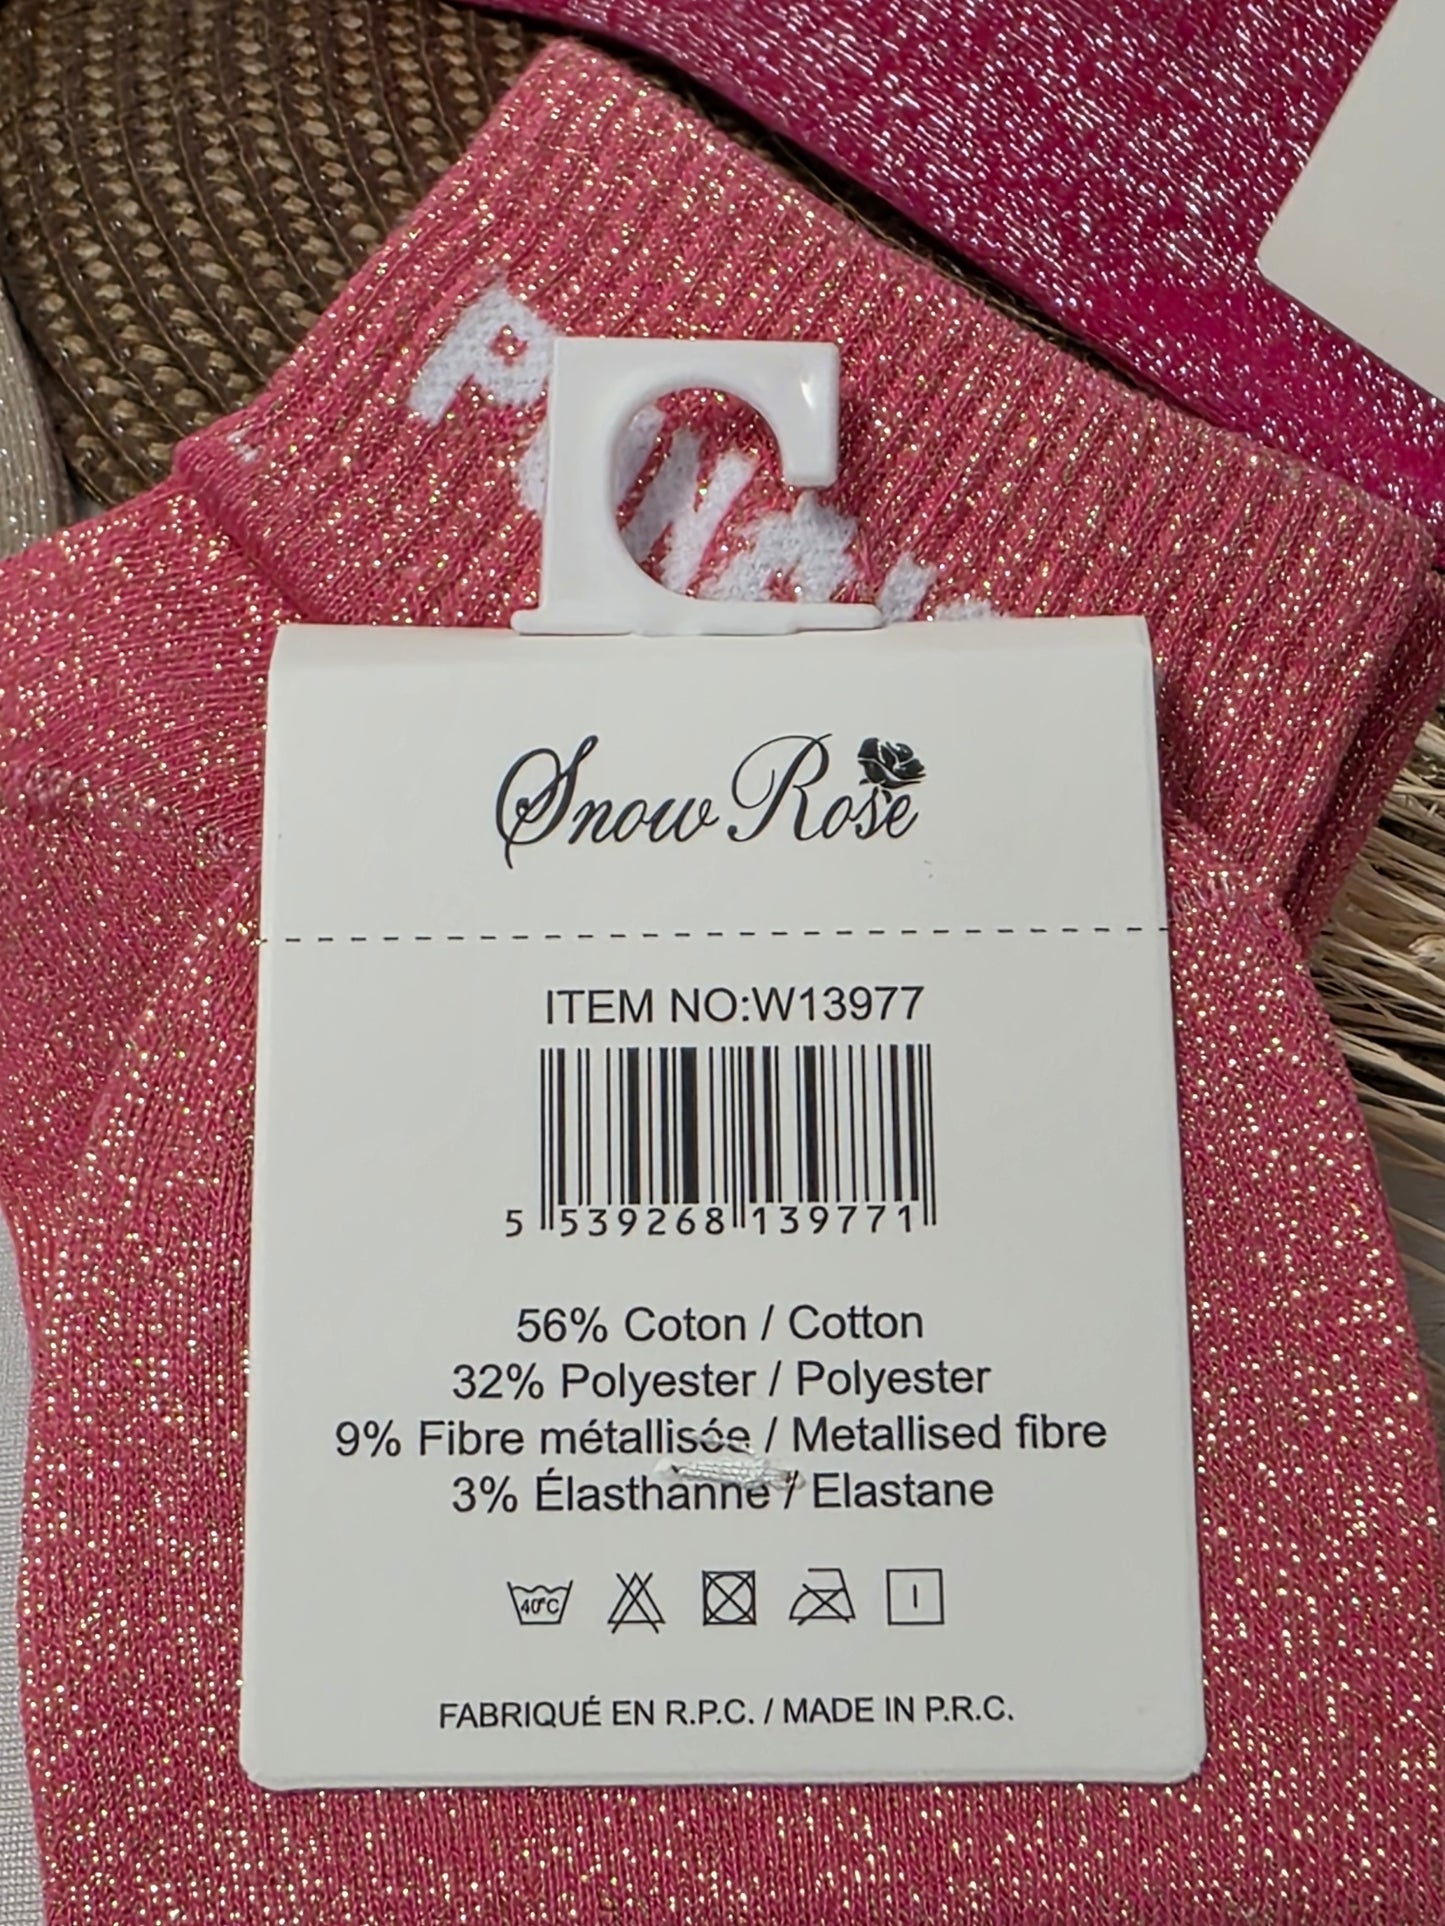 Snow Rose
ITEM NO:W13977
5 539268 139771
56% Coton / Cotton
32% Polyester / Polyester
9% Fibre métallisée / Metallised fibre
3% Élasthanne / Elastane
40°C
FABRIQUÉ EN R.P.C. / MADE IN P.R.C.